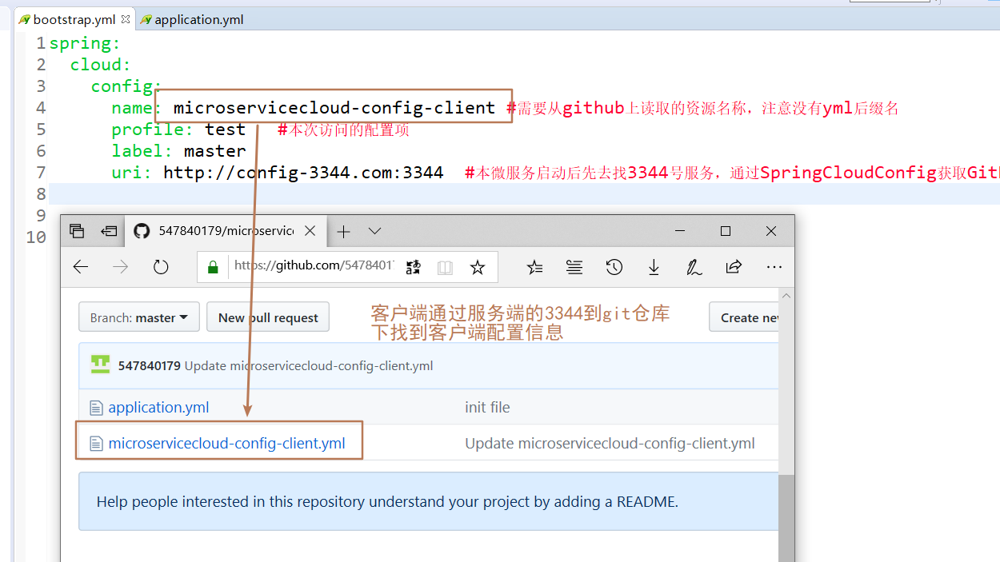 bootstrap.yml application.yml
1 spring:
2 cloud:
3 config:
4 name: microservicecloud-config-client #需要从github上读取的资源名称，注意没有yml后缀名
5 profile: test #本次访问的配置项
6 label: master
7 uri: http://config-3344.com:3344 #本微服务启动后先去找3344号服务，通过SpringCloudConfig获取Git
8
9
10
547840179/microservic
https://github.com/547840
Branch: master New pull request
客户端通过服务端的3344到git仓库
下找到客户端配置信息
Create
547840179 Update microservicecloud-config-client.yml
application.yml init file
microservicecloud-config-client.yml Update microservicecloud-config-client.yml
Help people interested in this repository understand your project by adding a README.